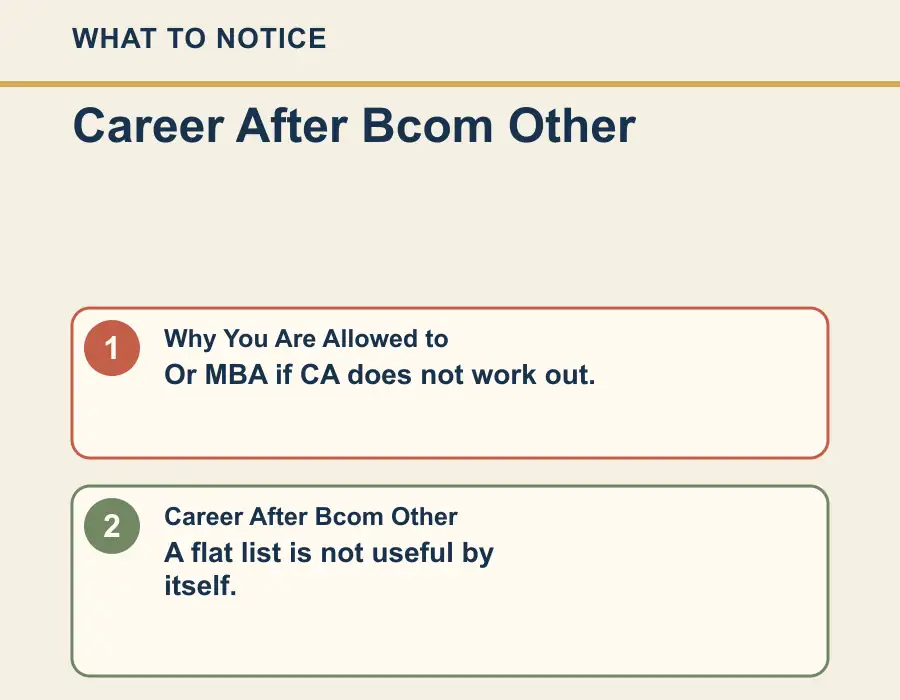 WHAT TO NOTICE
Career After Bcom Other
1
Why You Are Allowed to
Or MBA if CA does not work out.
2
Career After Bcom Other
A flat list is not useful by
itself.